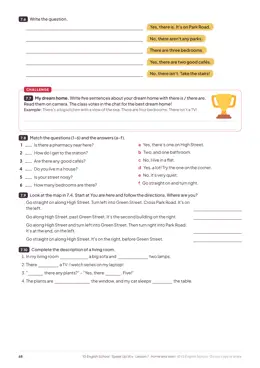 7.6 Write the question.
Yes, there is. It's on Park Road.
No, there aren't any parks.
There are three bedrooms.
Yes, there are two good cafés.
No, there isn't. Take the stairs!
CHALLENGE
7.7 My dream home. Write five sentences about your dream home with there is / there are.
Read them on camera. The class votes in the chat for the best dream home!
7.8 Match the questions (1–6) and the answers (a–f).
1 ___ Is there a pharmacy near here?
2 ___ How do I get to the station?
3 ___ Are there any good cafés?
4 ___ Do you live in a house?
5 ___ Is your street noisy?
6 ___ How many bedrooms are there?
a Yes, there's one on High Street.
b Two, and one bathroom.
c No, I live in a flat.
d Yes, a lot! Try the one on the corner.
e No, it's very quiet.
f Go straight on and turn right.
7.9 Look at the map in 7.4. Start at You are here and follow the directions. Where are you?
Go straight on along High Street. Turn left into Green Street. Cross Park Road. It's on
the left.
Go along High Street, past Green Street. It's the second building on the right.
Go along High Street and turn left into Green Street. Then turn right into Park Road.
It's at the end, on the left.
Go straight on along High Street. It's on the right, before Green Street.
7.10 Complete the description of a living room.
1. In my living room ___ a big sofa and ___ two lamps.
2. There ___ a TV. I watch series on my laptop!
3. "___ there any plants?" – "Yes, there ___ five!"
4. The plants are ___ the window, and my cat sleeps ___ the table.